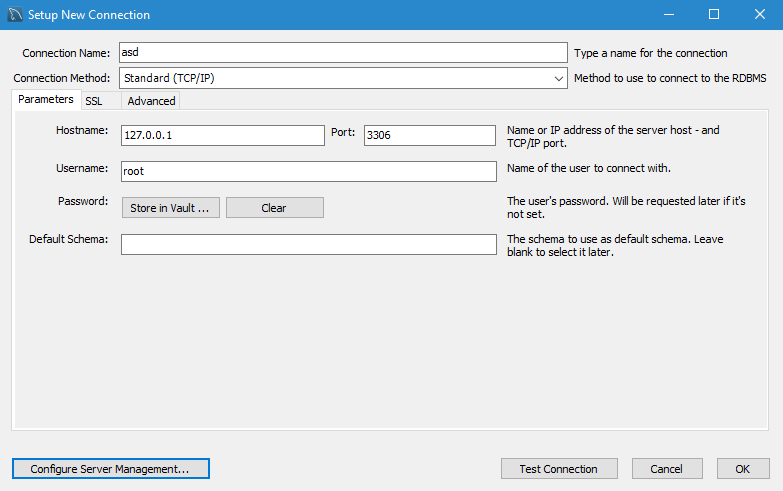 Setup New Connection
Connection Name: asd Type a name for the connection
Connection Method: Standard (TCP/IP) Method to use to connect to the RDBMS
Parameters SSL Advanced
Hostname: 127.0.0.1 Port: 3306 Name or IP address of the server host - and
TCP/IP port.
Username: root Name of the user to connect with.
Password: Store in Vault ... Clear The user's password. Will be requested later if it's
not set.
Default Schema: The schema to use as default schema. Leave
blank to select it later.
Configure Server Management... Test Connection Cancel OK